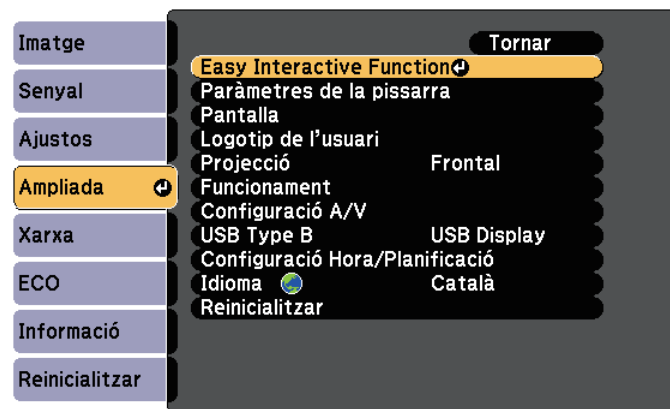 Imatge
Senyal
Ajustos
Ampliada
Xarxa
ECO
Informació
Reinicialitzar
Tornar
Easy Interactive Function
Paràmetres de la pissarra
Pantalla
Logotip de l'usuari
Projecció Frontal
Funcionament
Configuració A/V
USB Type B USB Display
Configuració Hora/Planificació
Idioma Català
Reinicialitzar